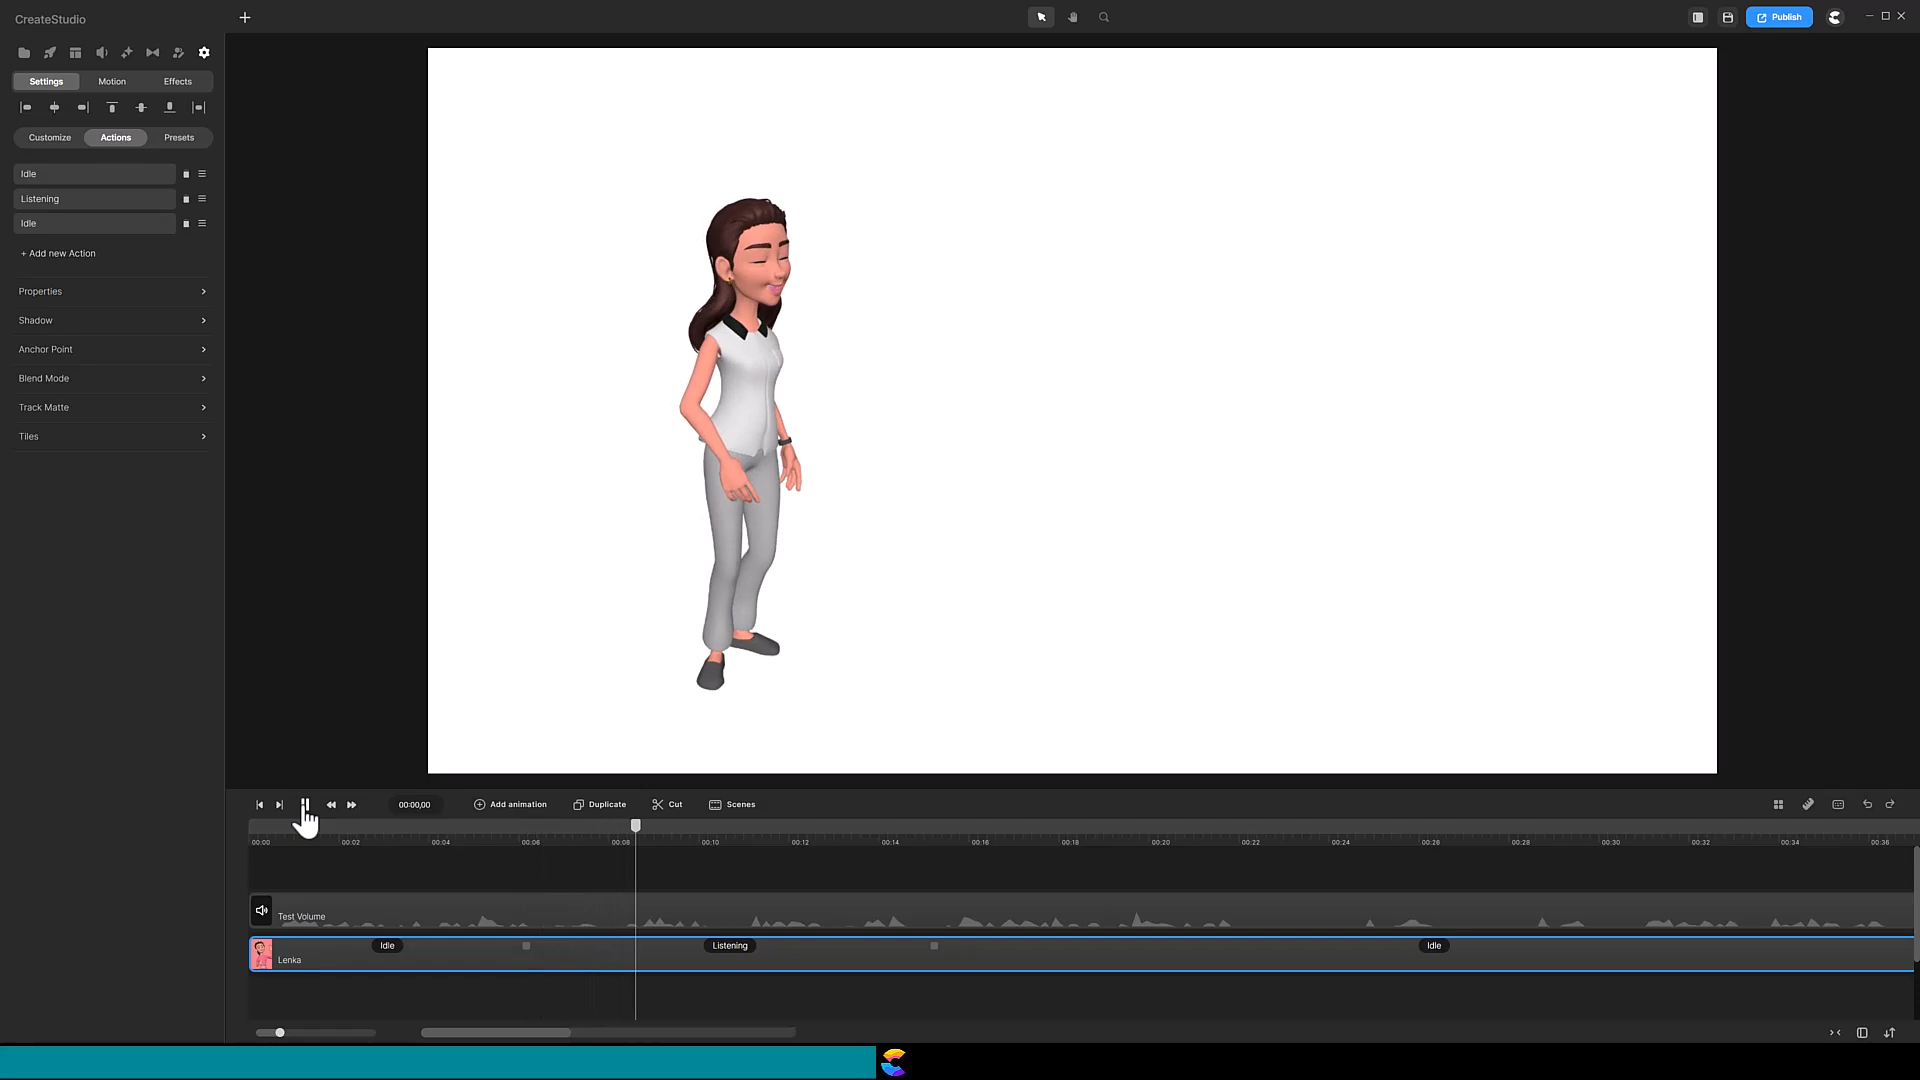 CreateStudio
Publish
Settings Motion Effects
Customize Actions Presets
Idle
Listening
Idle
+ Add new Action
Properties
Shadow
Anchor Point
Blend Mode
Track Matte
Tiles
00:00,00 Add animation Duplicate Cut Scenes
00:00 00:02 00:04 00:06 00:08 00:10 00:12 00:14 00:16 00:18 00:20 00:22 00:24 00:26 00:28 00:30 00:32 00:34 00:36
Test Volume
Idle Listening Idle
Lenka